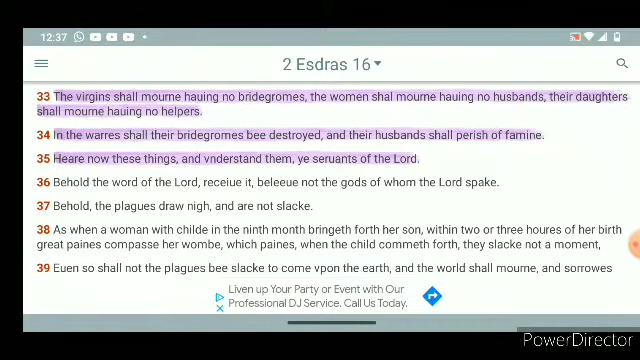 12:37
2 Esdras 16
33 The virgins shall mourne hauing no bridegromes, the women shal mourne hauing no husbands, their daughters
shall mourne hauing no helpers.
34 In the warres shall their bridegromes bee destroyed, and their husbands shall perish of famine.
35 Heare now these things, and vnderstand them, ye seruants of the Lord.
36 Behold the word of the Lord, receiue it, beleeue not the gods of whom the Lord spake.
37 Behold, the plagues draw nigh, and are not slacke.
38 As when a woman with childe in the ninth month bringeth forth her son, within two or three houres of her birth
great paines compasse her wombe, which paines, when the child commeth forth, they slacke not a moment,
39 Euen so shall not the plagues bee slacke to come vpon the earth, and the world shall mourne, and sorrowes
Liven up Your Party or Event with Our
Professional DJ Service. Call Us Today.
PowerDirector